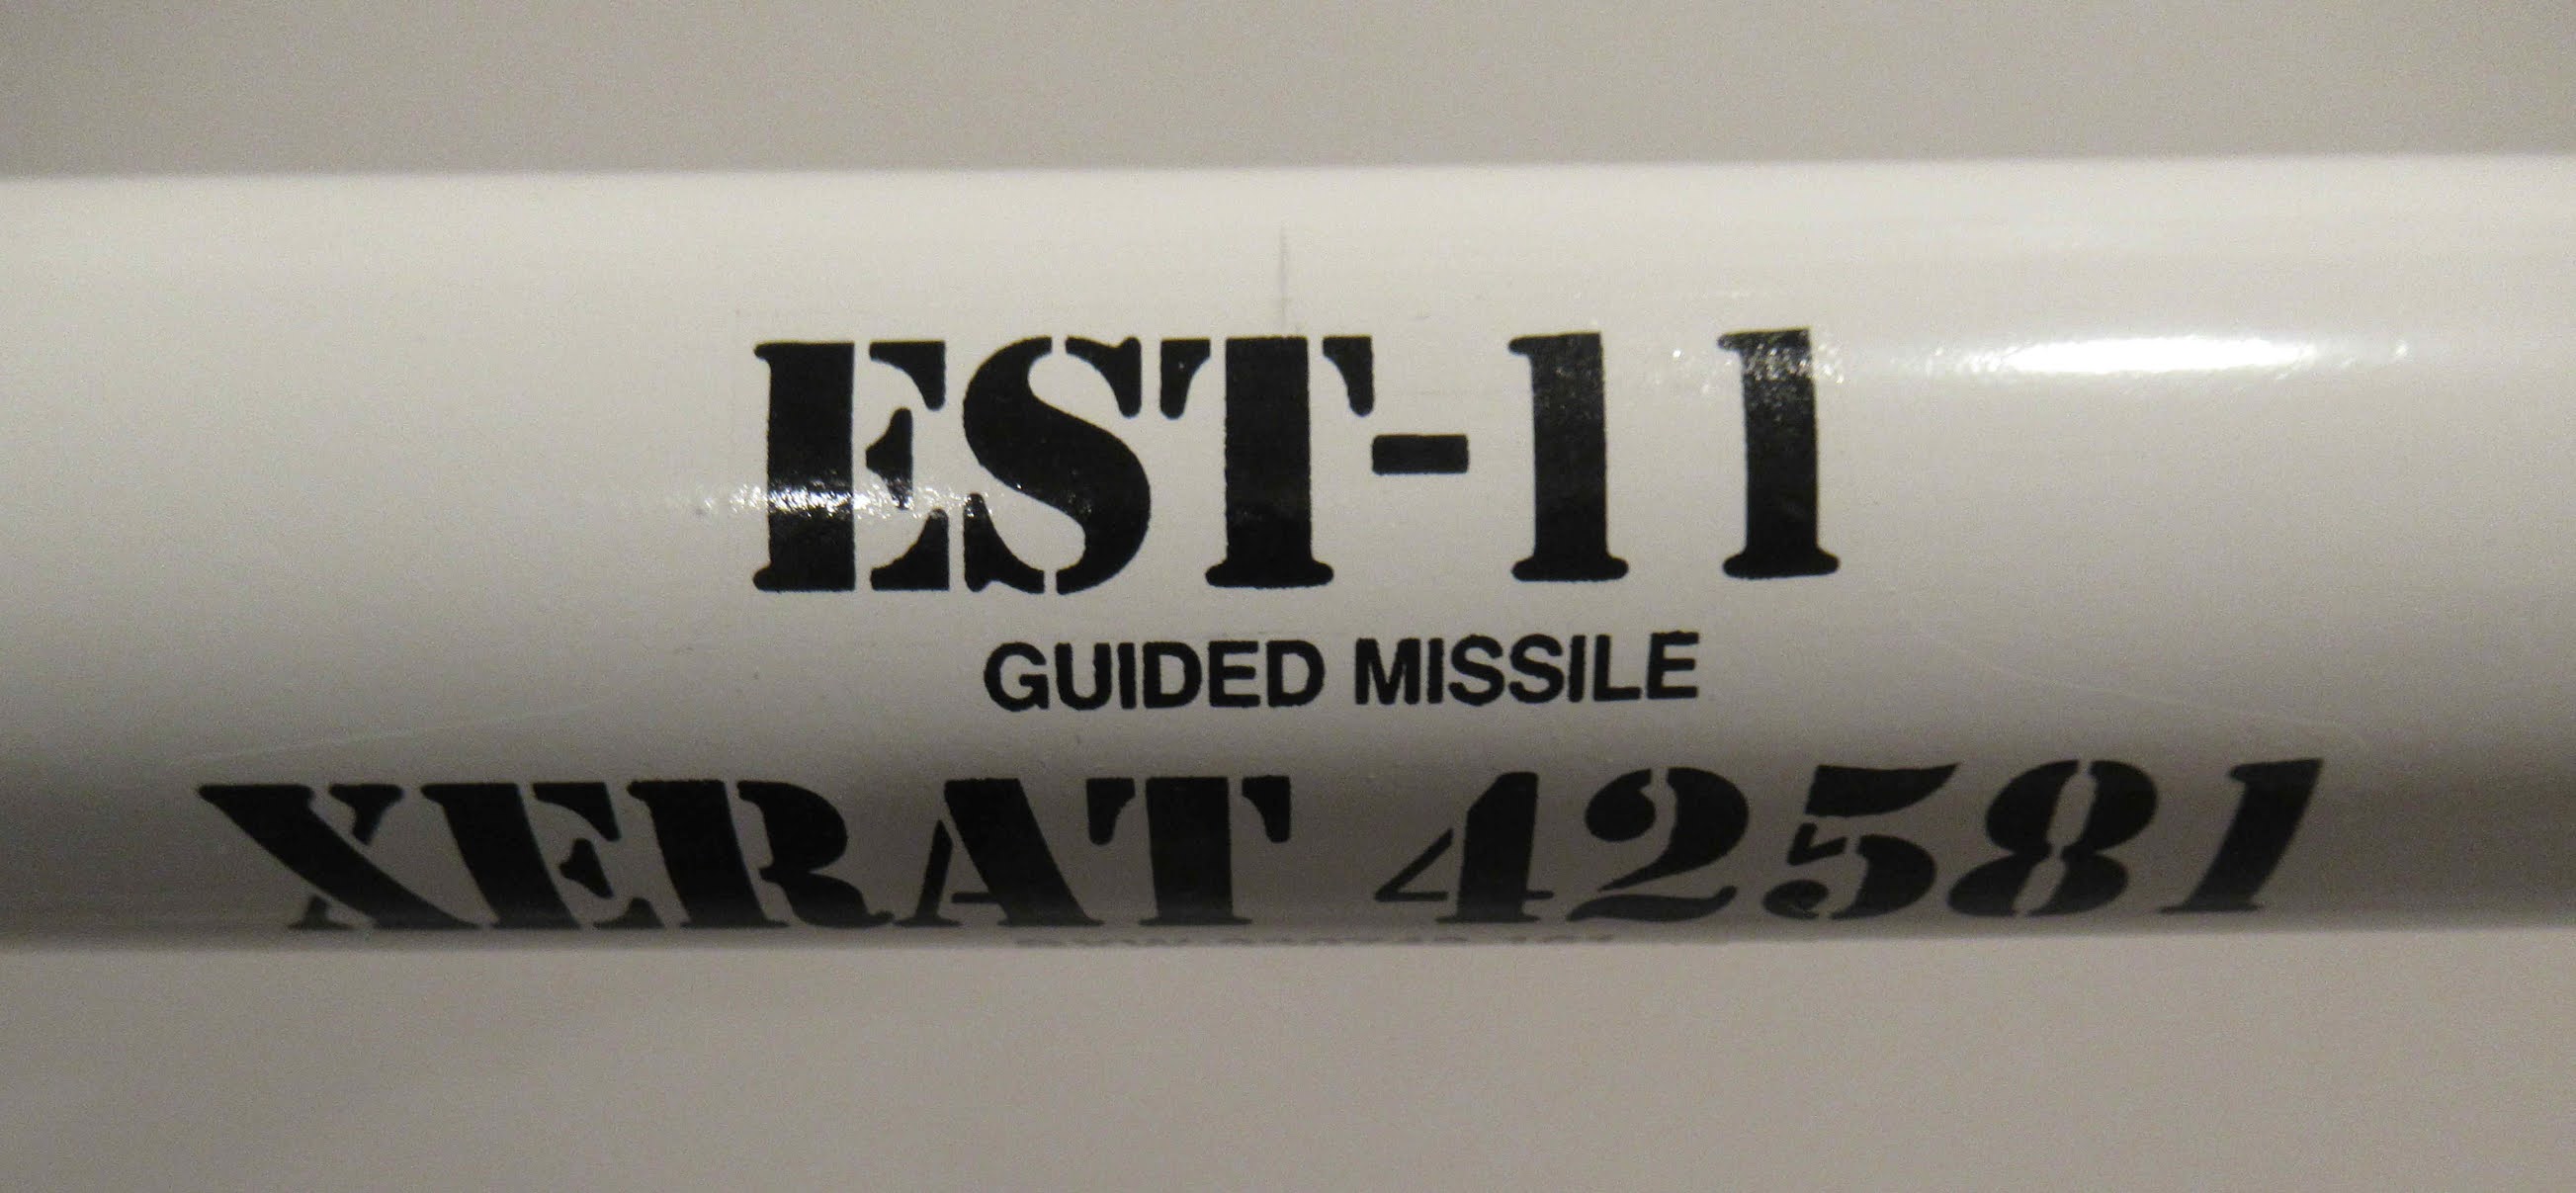 EST-11
GUIDED MISSILE
XERAT 42581